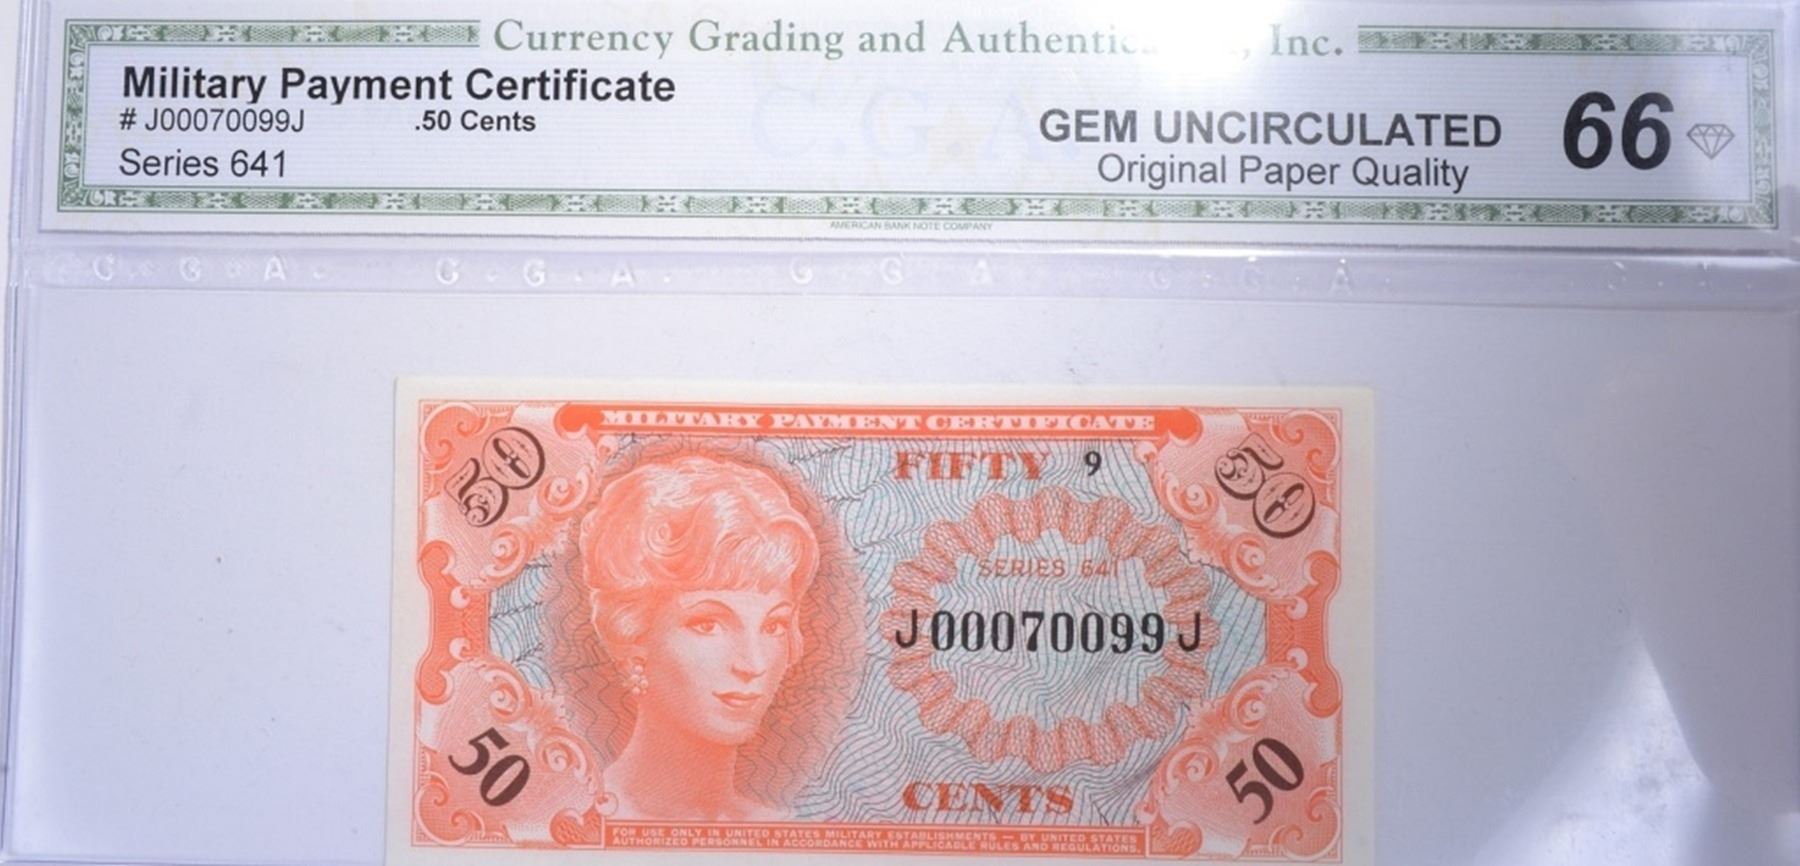 Currency Grading and Inc.
Military Payment Certificate
# J00070099J .50 Cents
Series 641
GEM UNCIRCULATED 66
Original Paper Quality
C.G.A.
AMERICAN BANK NOTE COMPANY
C. G. A. C. G. A. C G A C. G. A.
MILITARY PAYMENT CERTIFICATE
50 FIFTY 9 50
SERIES 641
J00070099J
50 CENTS 50
FOR USE ONLY IN UNITED STATES MILITARY ESTABLISHMENTS — BY UNITED STATES
AUTHORIZED PERSONNEL IN ACCORDANCE WITH APPLICABLE RULES AND REGULATIONS.